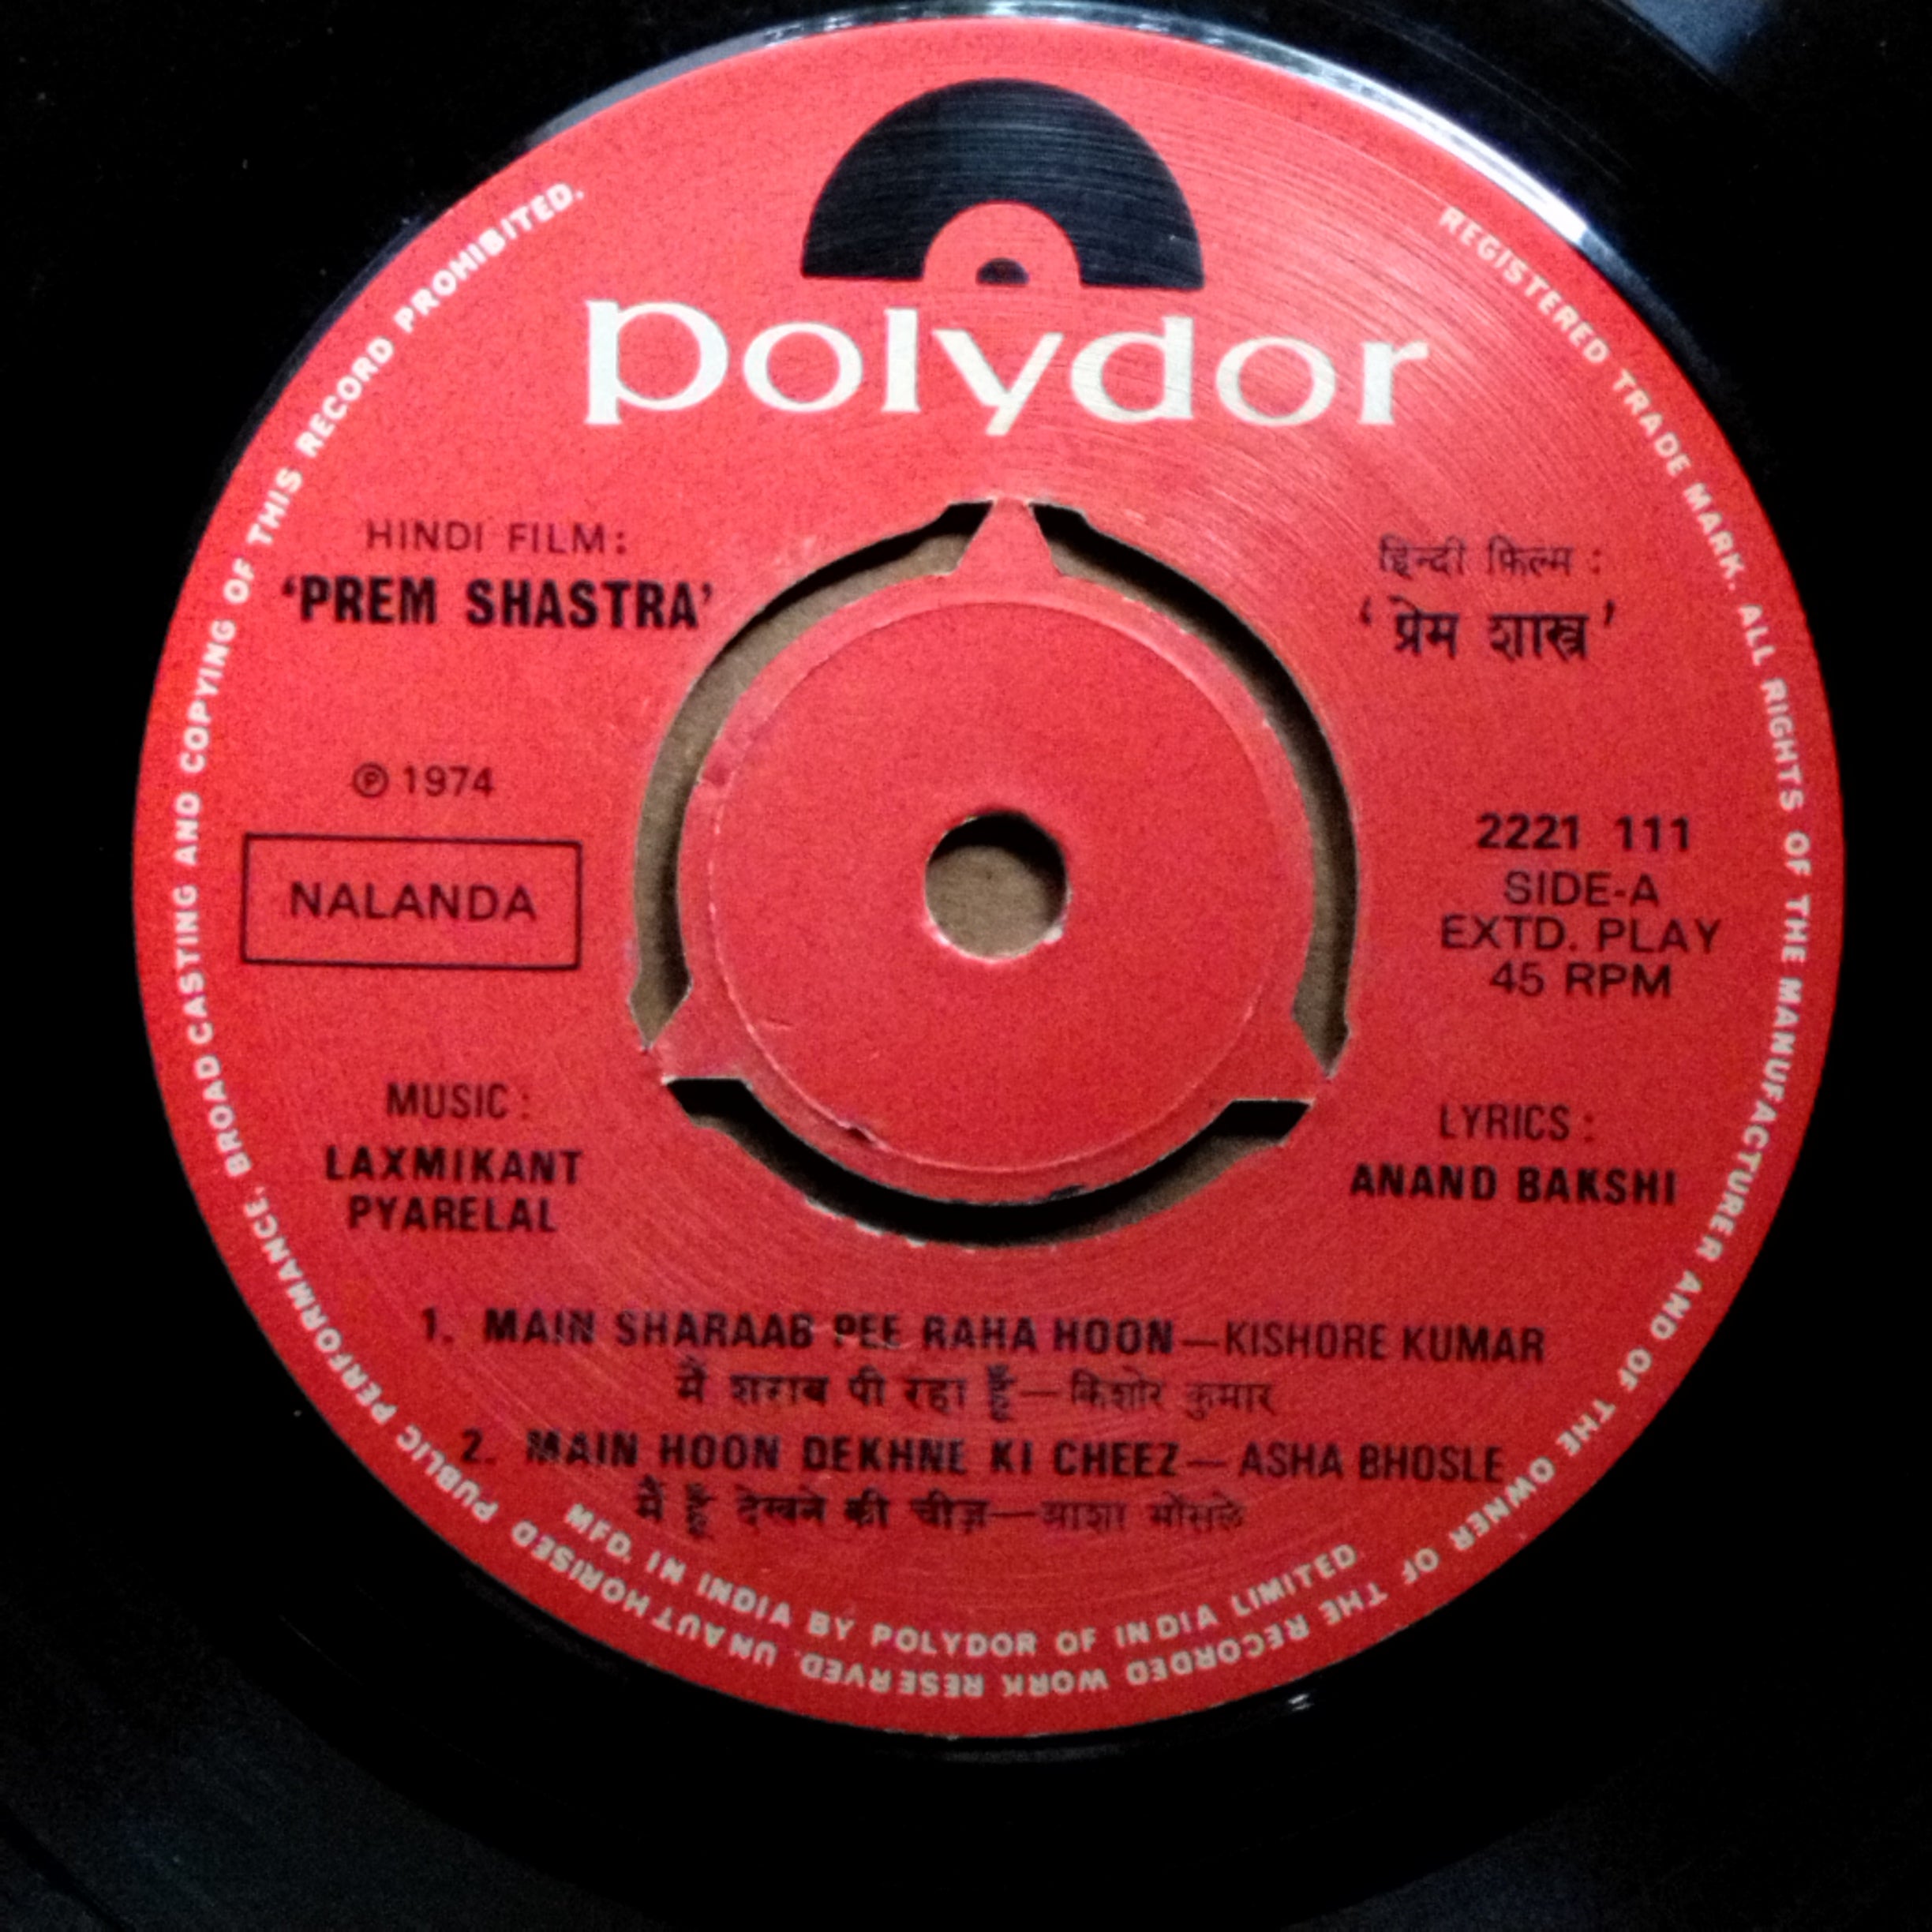 polydor
HINDI FILM:
'PREM SHASTRA'
हिन्दी फ़िल्म :
' प्रेम शास्त्र '
℗ 1974
NALANDA
2221 111
SIDE-A
EXTD. PLAY
45 RPM
MUSIC :
LAXMIKANT
PYARELAL
LYRICS :
ANAND BAKSHI
1. MAIN SHARAAB PEE RAHA HOON—KISHORE KUMAR
मैं शराब पी रहा हूँ—किशोर कुमार
2. MAIN HOON DEKHNE KI CHEEZ—ASHA BHOSLE
मैं हूँ देखने की चीज़—आशा भोंसले
MFD. IN INDIA BY POLYDOR OF INDIA LIMITED.
REGISTERED TRADE MARK. ALL RIGHTS OF THE MANUFACTURER AND OF THE OWNER OF THE RECORDED WORK RESERVED. UNAUTHORISED PUBLIC PERFORMANCE, BROADCASTING AND COPYING OF THIS RECORD PROHIBITED.